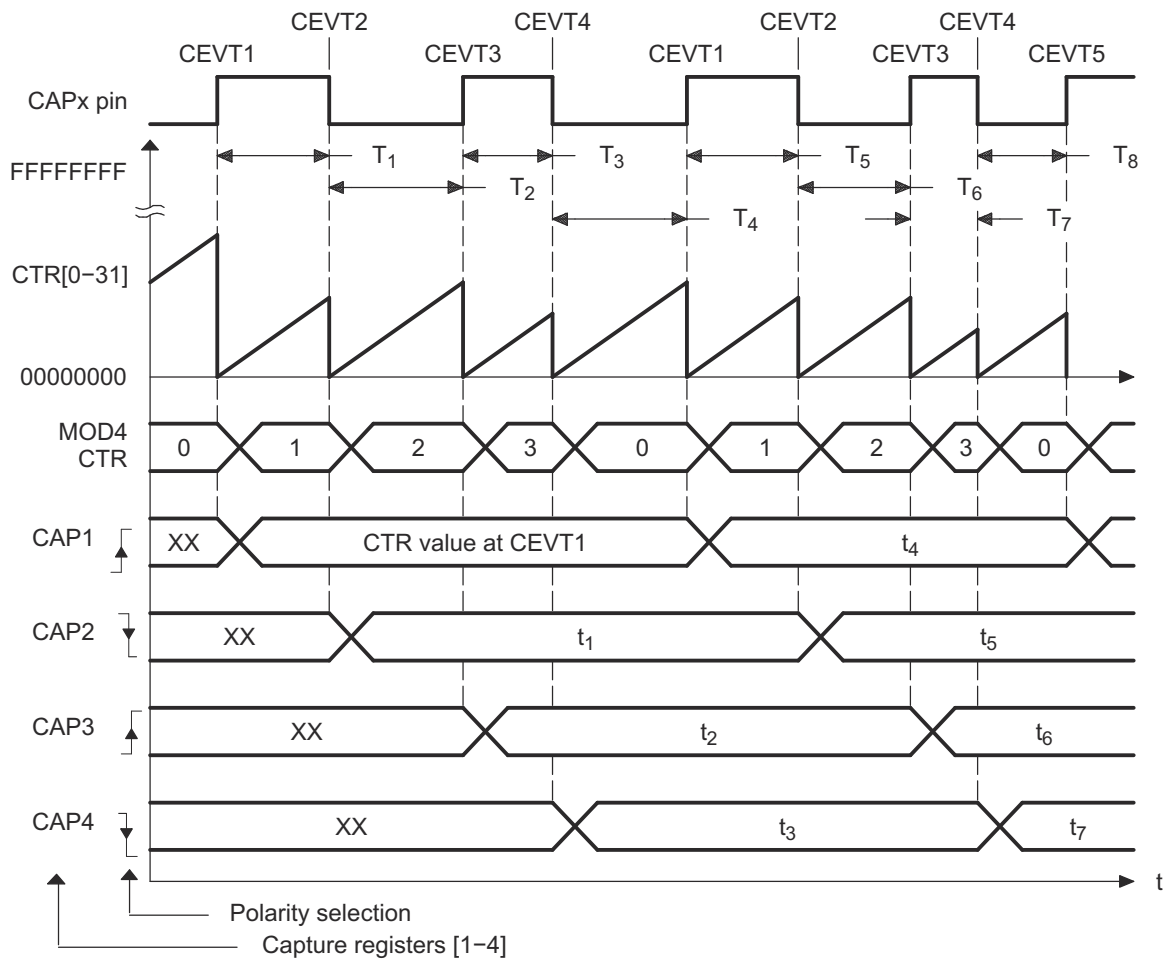 CEVT2 CEVT4 CEVT2 CEVT4
CEVT1 CEVT3 CEVT1 CEVT3 CEVT5
CAPx pin
T1 T3 T5 T8
FFFFFFFF
T2 T6
T4 T7
CTR[0−31]
00000000
MOD4
CTR
0 1 2 3 0 1 2 3 0
CAP1 XX CTR value at CEVT1 t4
CAP2 XX t1 t5
CAP3 XX t2 t6
CAP4 XX t3 t7
t
Polarity selection
Capture registers [1−4]